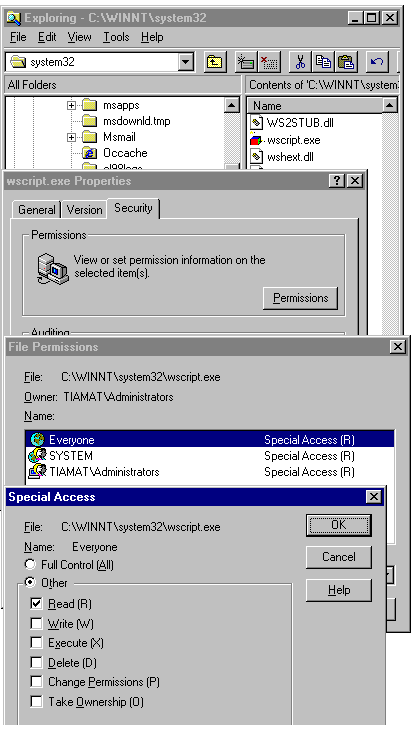 Exploring - C:\WINNT\system32
File Edit View Tools Help
system32
All Folders
Contents of 'C:\WINNT\system
msapps
msdownld.tmp
Msmail
Occache
Name
WS2STUB.dll
wscript.exe
wshext.dll
wscript.exe Properties
General Version Security
Permissions
View or set permission information on the
selected item(s).
Permissions
Auditing
File Permissions
File: C:\WINNT\system32\wscript.exe
Owner: TIAMAT\Administrators
Name:
Everyone Special Access (R)
SYSTEM Special Access (R)
TIAMAT\Administrators Special Access (R)
Special Access
File: C:\WINNT\system32\wscript.exe
Name: Everyone
Full Control (All)
Other
Read (R)
Write (W)
Execute (X)
Delete (D)
Change Permissions (P)
Take Ownership (O)
OK
Cancel
Help